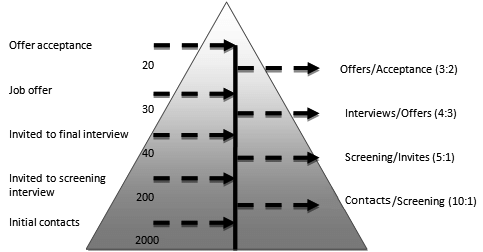 Offer acceptance
20
Offers/Acceptance (3:2)
Job offer
30
Interviews/Offers (4:3)
Invited to final interview
40
Screening/Invites (5:1)
Invited to screening
interview
200
Contacts/Screening (10:1)
Initial contacts
2000